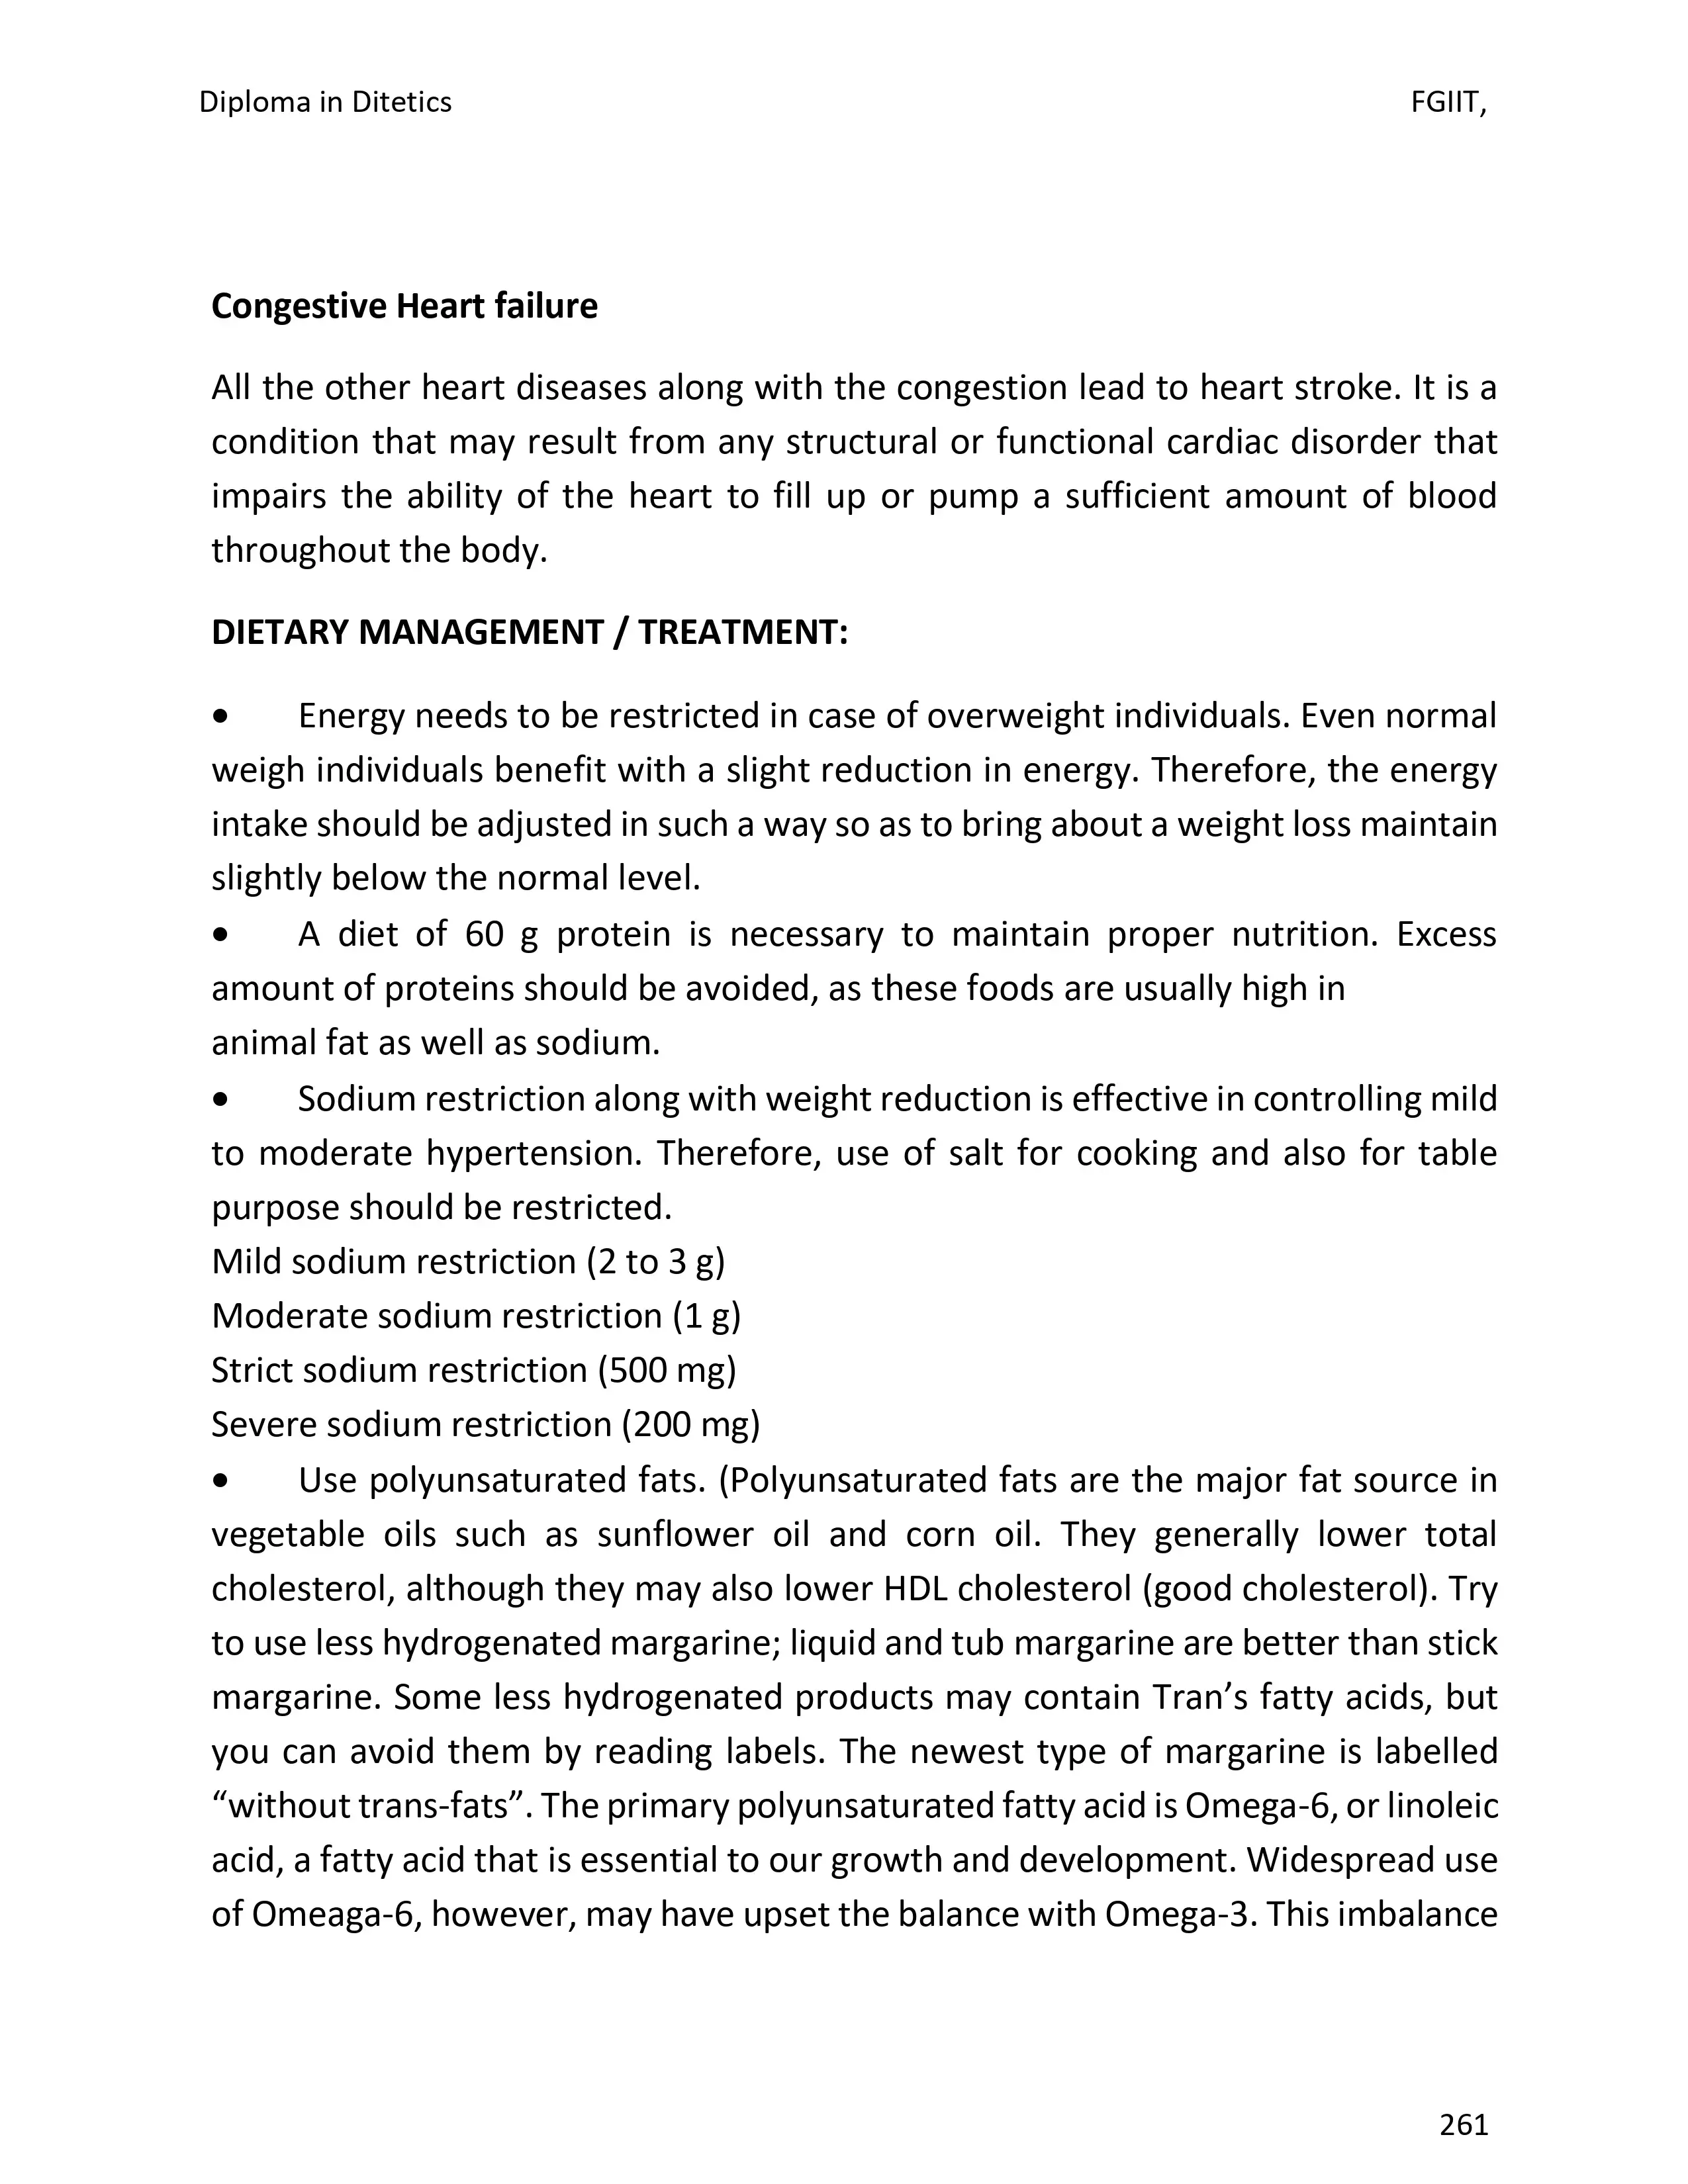 Diploma in Ditetics FGIIT,
Congestive Heart failure
All the other heart diseases along with the congestion lead to heart stroke. It is a
condition that may result from any structural or functional cardiac disorder that
impairs the ability of the heart to fill up or pump a sufficient amount of blood
throughout the body.
DIETARY MANAGEMENT / TREATMENT:
• Energy needs to be restricted in case of overweight individuals. Even normal
weigh individuals benefit with a slight reduction in energy. Therefore, the energy
intake should be adjusted in such a way so as to bring about a weight loss maintain
slightly below the normal level.
• A diet of 60 g protein is necessary to maintain proper nutrition. Excess
amount of proteins should be avoided, as these foods are usually high in
animal fat as well as sodium.
• Sodium restriction along with weight reduction is effective in controlling mild
to moderate hypertension. Therefore, use of salt for cooking and also for table
purpose should be restricted.
Mild sodium restriction (2 to 3 g)
Moderate sodium restriction (1 g)
Strict sodium restriction (500 mg)
Severe sodium restriction (200 mg)
• Use polyunsaturated fats. (Polyunsaturated fats are the major fat source in
vegetable oils such as sunflower oil and corn oil. They generally lower total
cholesterol, although they may also lower HDL cholesterol (good cholesterol). Try
to use less hydrogenated margarine; liquid and tub margarine are better than stick
margarine. Some less hydrogenated products may contain Tran’s fatty acids, but
you can avoid them by reading labels. The newest type of margarine is labelled
“without trans-fats”. The primary polyunsaturated fatty acid is Omega-6, or linoleic
acid, a fatty acid that is essential to our growth and development. Widespread use
of Omeaga-6, however, may have upset the balance with Omega-3. This imbalance
261